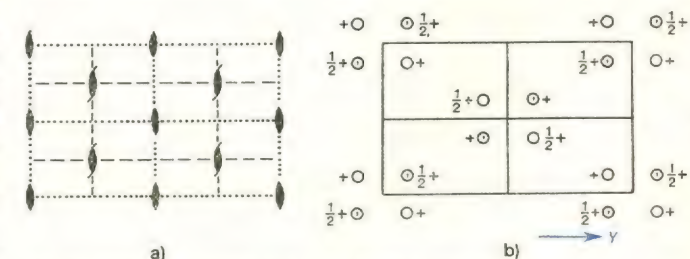 +○ ⊙½+ +○ ⊙½+
½+⊙ ○+ ½+⊙ ○+
½+○ ⊙+
+⊙ ○½+
+○ ⊙½+ +○ ⊙½+
½+⊙ ○+ ½+⊙ ○+
Y
a) b)